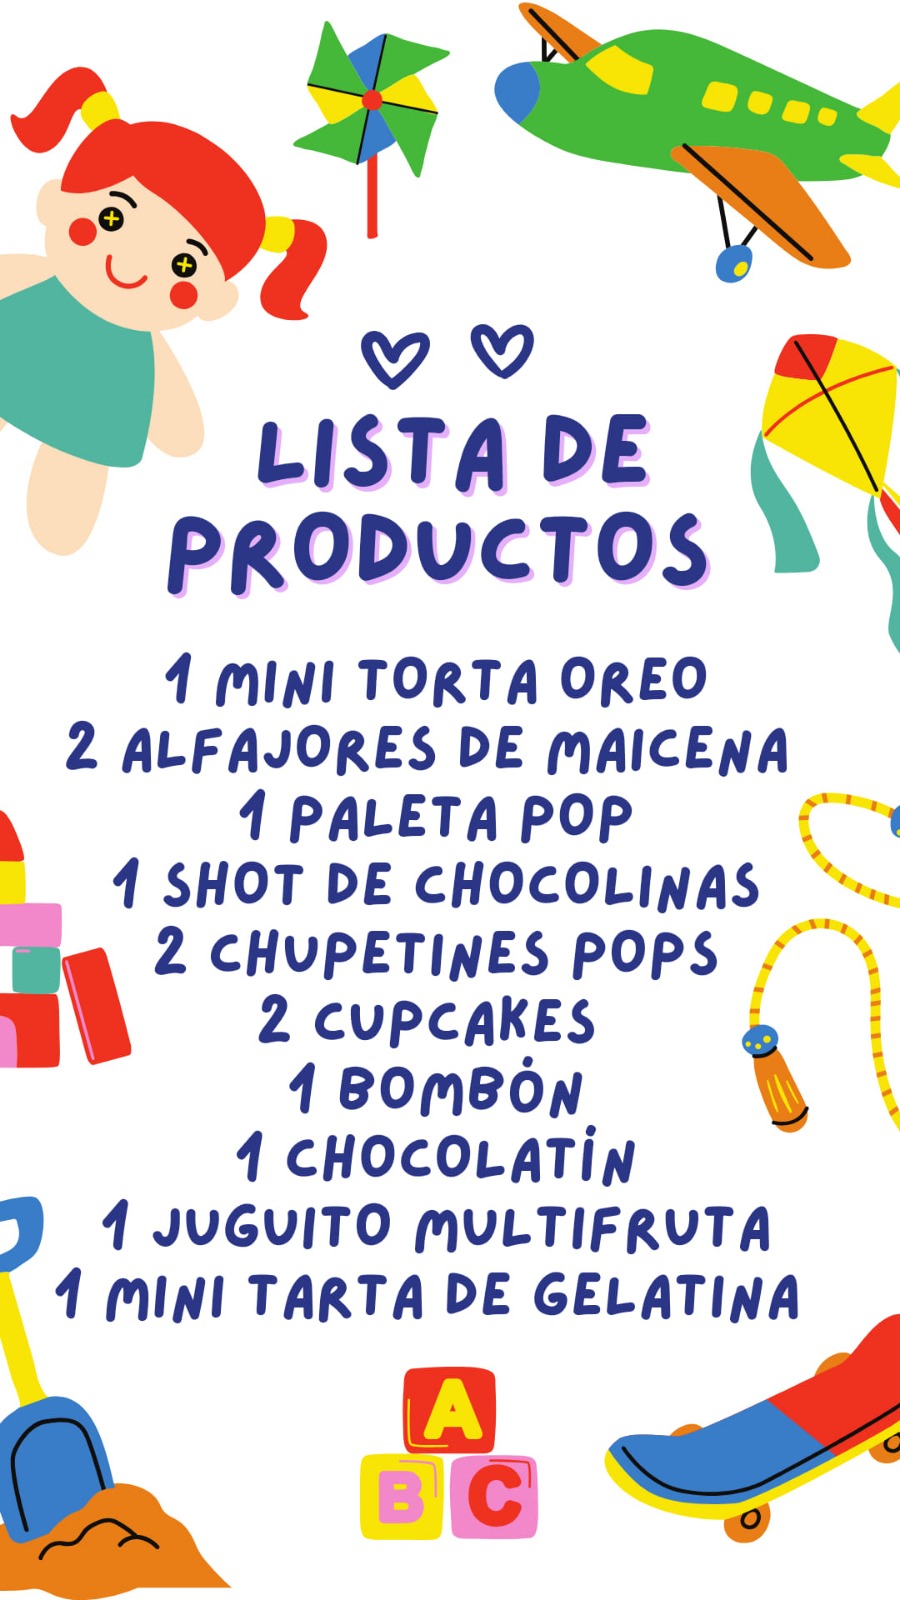 LISTA DE
PRODUCTOS
1 MINI TORTA OREO
2 ALFAJORES DE MAICENA
1 PALETA POP
1 SHOT DE CHOCOLINAS
2 CHUPETINES POPS
2 CUPCAKES
1 BOMBÓN
1 CHOCOLATÍN
1 JUGUITO MULTIFRUTA
1 MINI TARTA DE GELATINA
A
B C